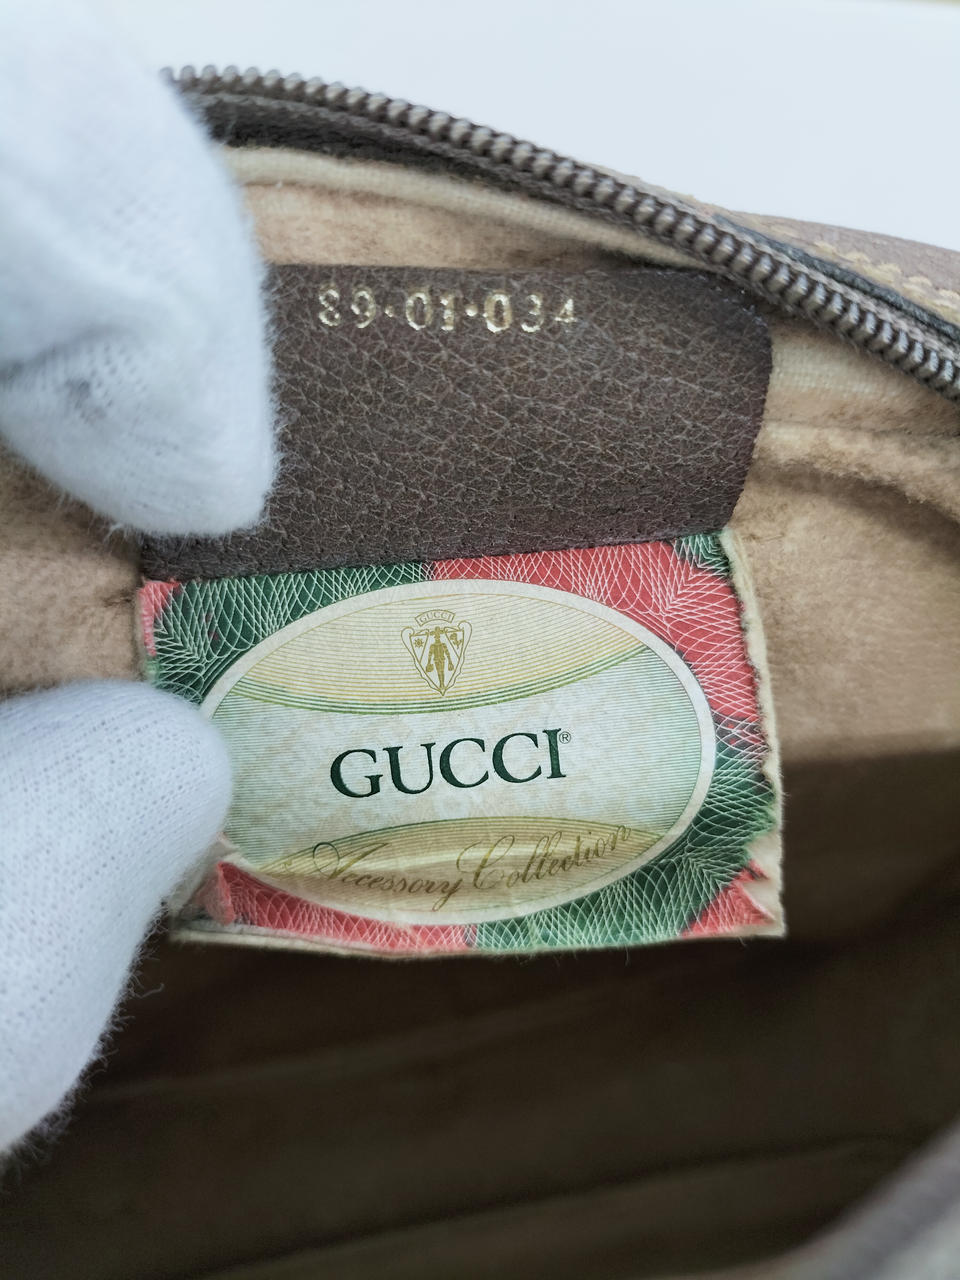 89·01·034
GUCCI
GUCCI®
Accessory Collection